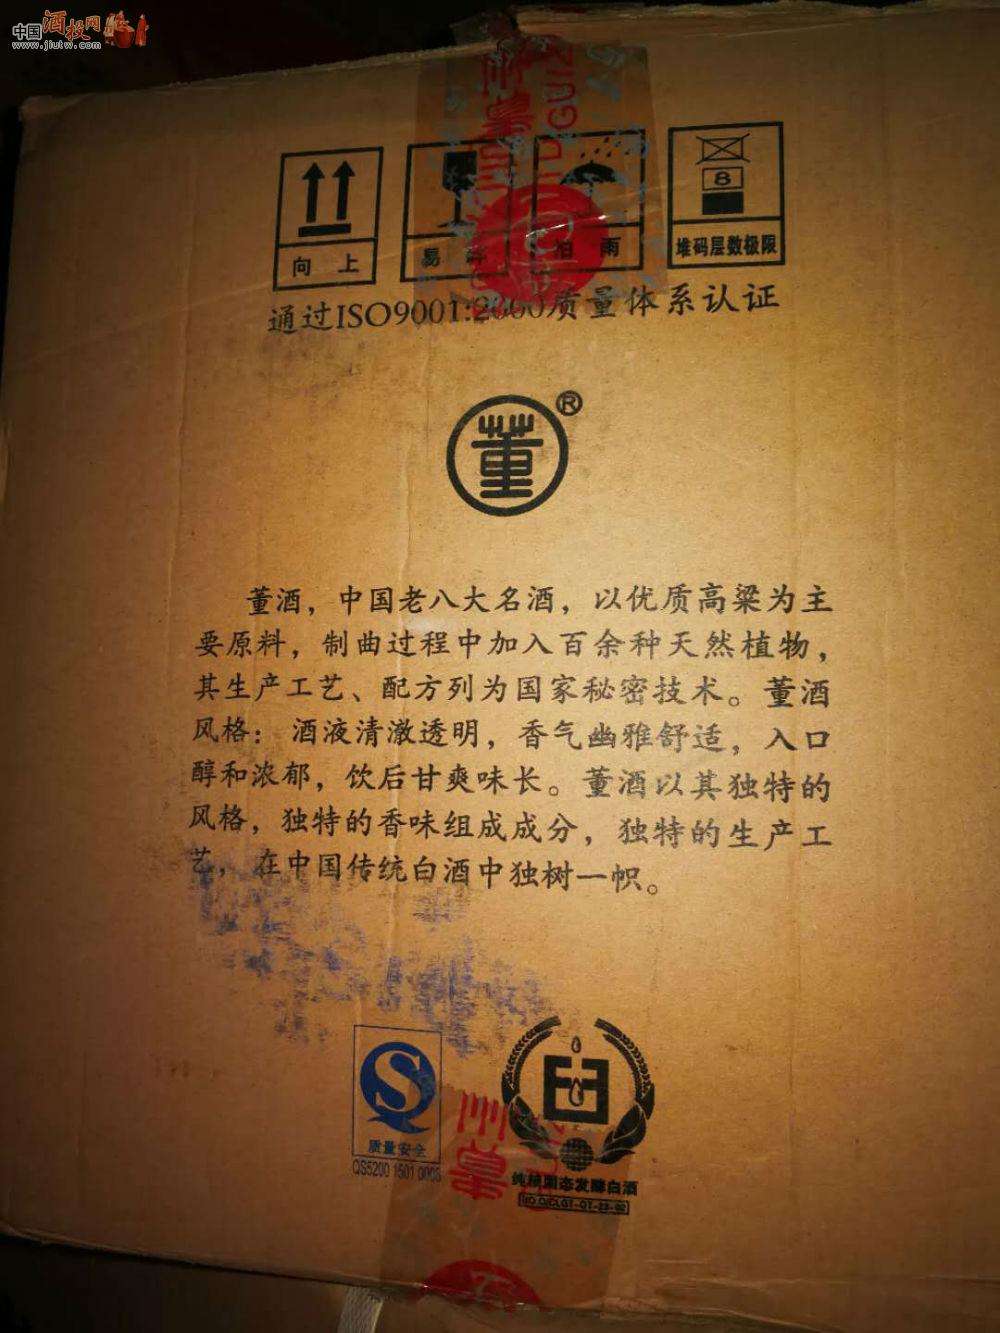 中国酒投网
www.jiutw.com
8
向上
易碎
怕雨
堆码层数极限
通过ISO9001:2000质量体系认证
董®
董酒，中国老八大名酒，以优质高粱为主
要原料，制曲过程中加入百余种天然植物，
其生产工艺、配方列为国家秘密技术。董酒
风格：酒液清澈透明，香气幽雅舒适，入口
醇和浓郁，饮后甘爽味长。董酒以其独特的
风格，独特的香味组成成分，独特的生产工
艺，在中国传统白酒中独树一帜。
质量安全
QS5200 1501 0008
纯粮固态发酵白酒